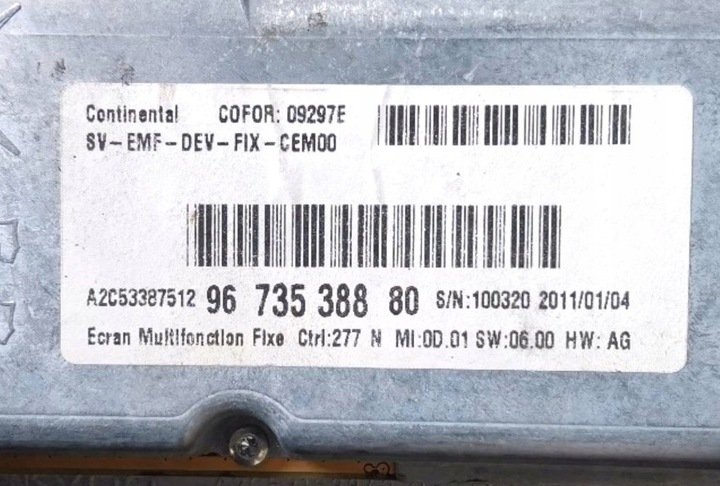 Continental COFOR: 09297E
SV-EMF-DEV-FIX-CEM00
A2C53387512 96 735 388 80 S/N:100320 2011/01/04
Ecran Multifonction Fixe Ctrl:277 N MI:0D.01 SW:06.00 HW: AG